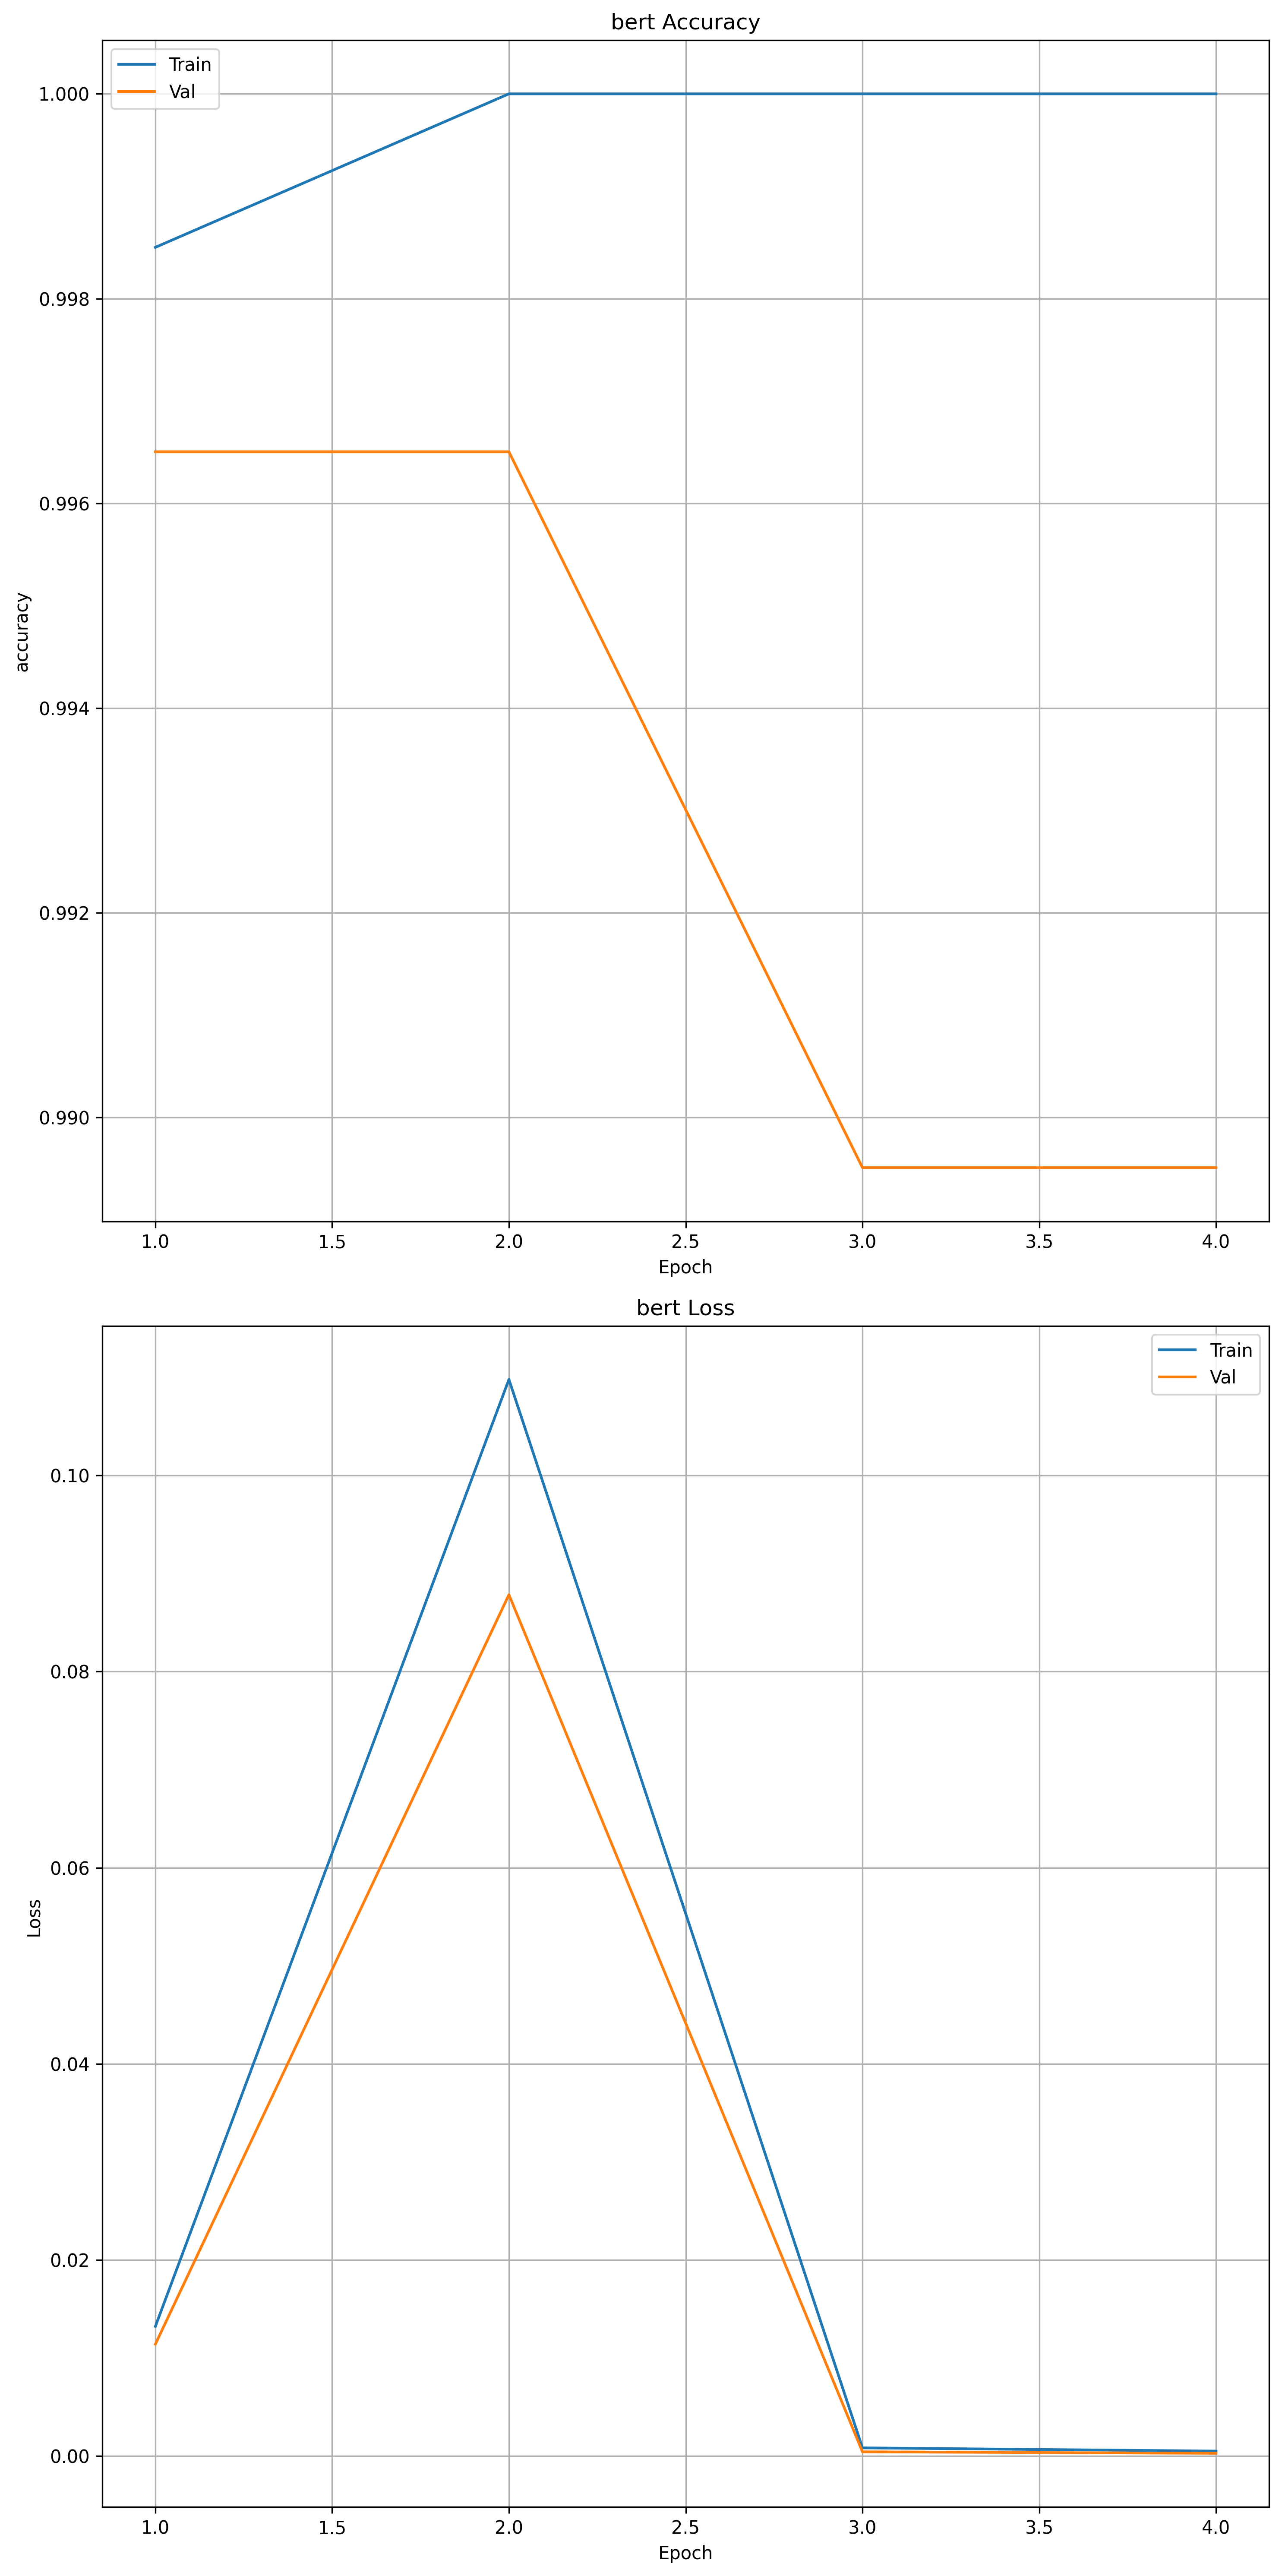 bert Accuracy
Train
Val
1.000
0.998
0.996
0.994
0.992
0.990
accuracy
1.0 1.5 2.0 2.5 3.0 3.5 4.0
Epoch
bert Loss
Train
Val
0.10
0.08
0.06
0.04
0.02
0.00
Loss
1.0 1.5 2.0 2.5 3.0 3.5 4.0
Epoch